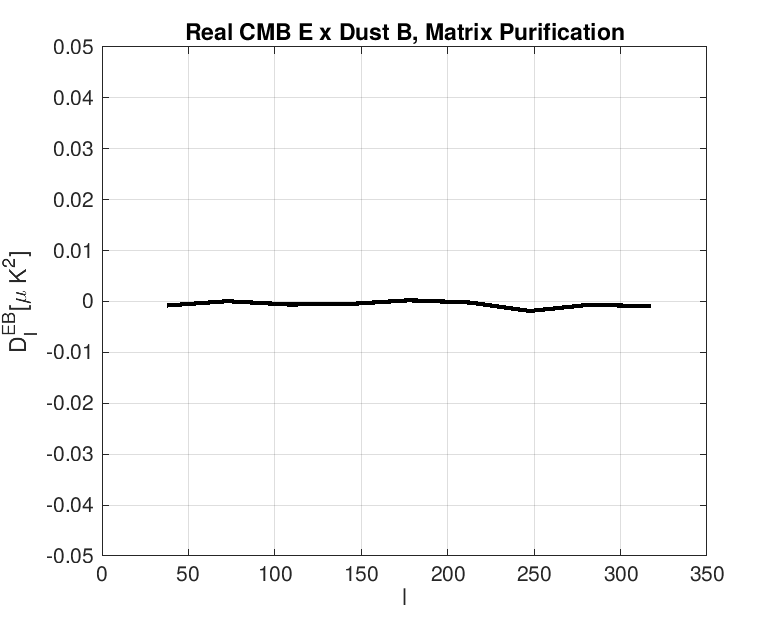 Real CMB E x Dust B, Matrix Purification
0.05
0.04
0.03
0.02
0.01
0
-0.01
-0.02
-0.03
-0.04
-0.05
D_l^{EB}[μ K^2]
0 50 100 150 200 250 300 350
l